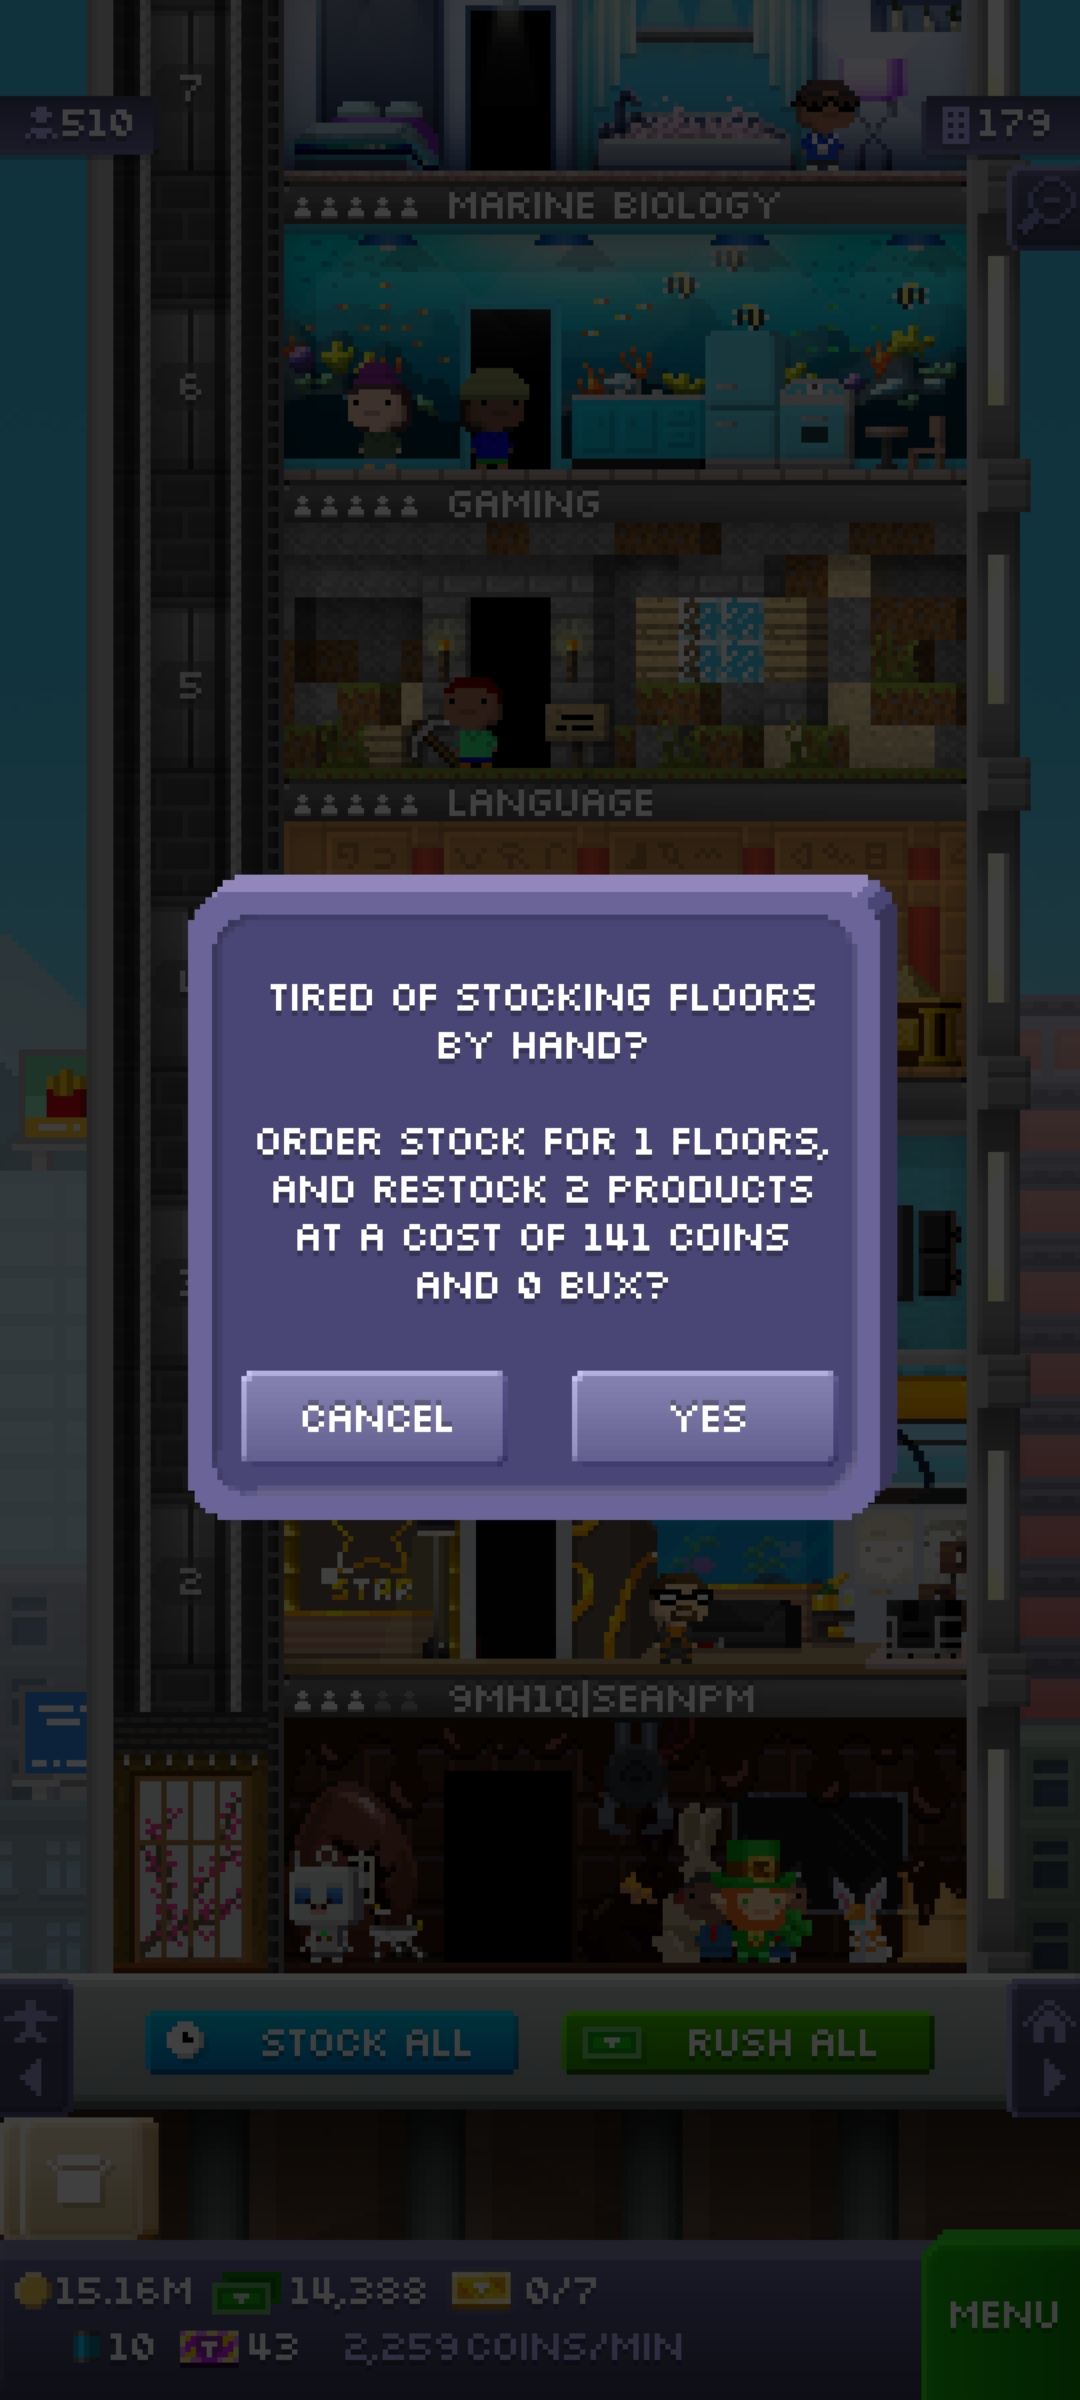 7
510
179
MARINE BIOLOGY
6
GAMING
5
LANGUAGE
TIRED OF STOCKING FLOORS
BY HAND?
ORDER STOCK FOR 1 FLOORS,
AND RESTOCK 2 PRODUCTS
AT A COST OF 141 COINS
AND 0 BUX?
CANCEL
YES
2
STAR
9MH1Q|SEANPM
STOCK ALL
RUSH ALL
15.16M
14,388
0/7
10
43
2,259 COINS/MIN
MENU